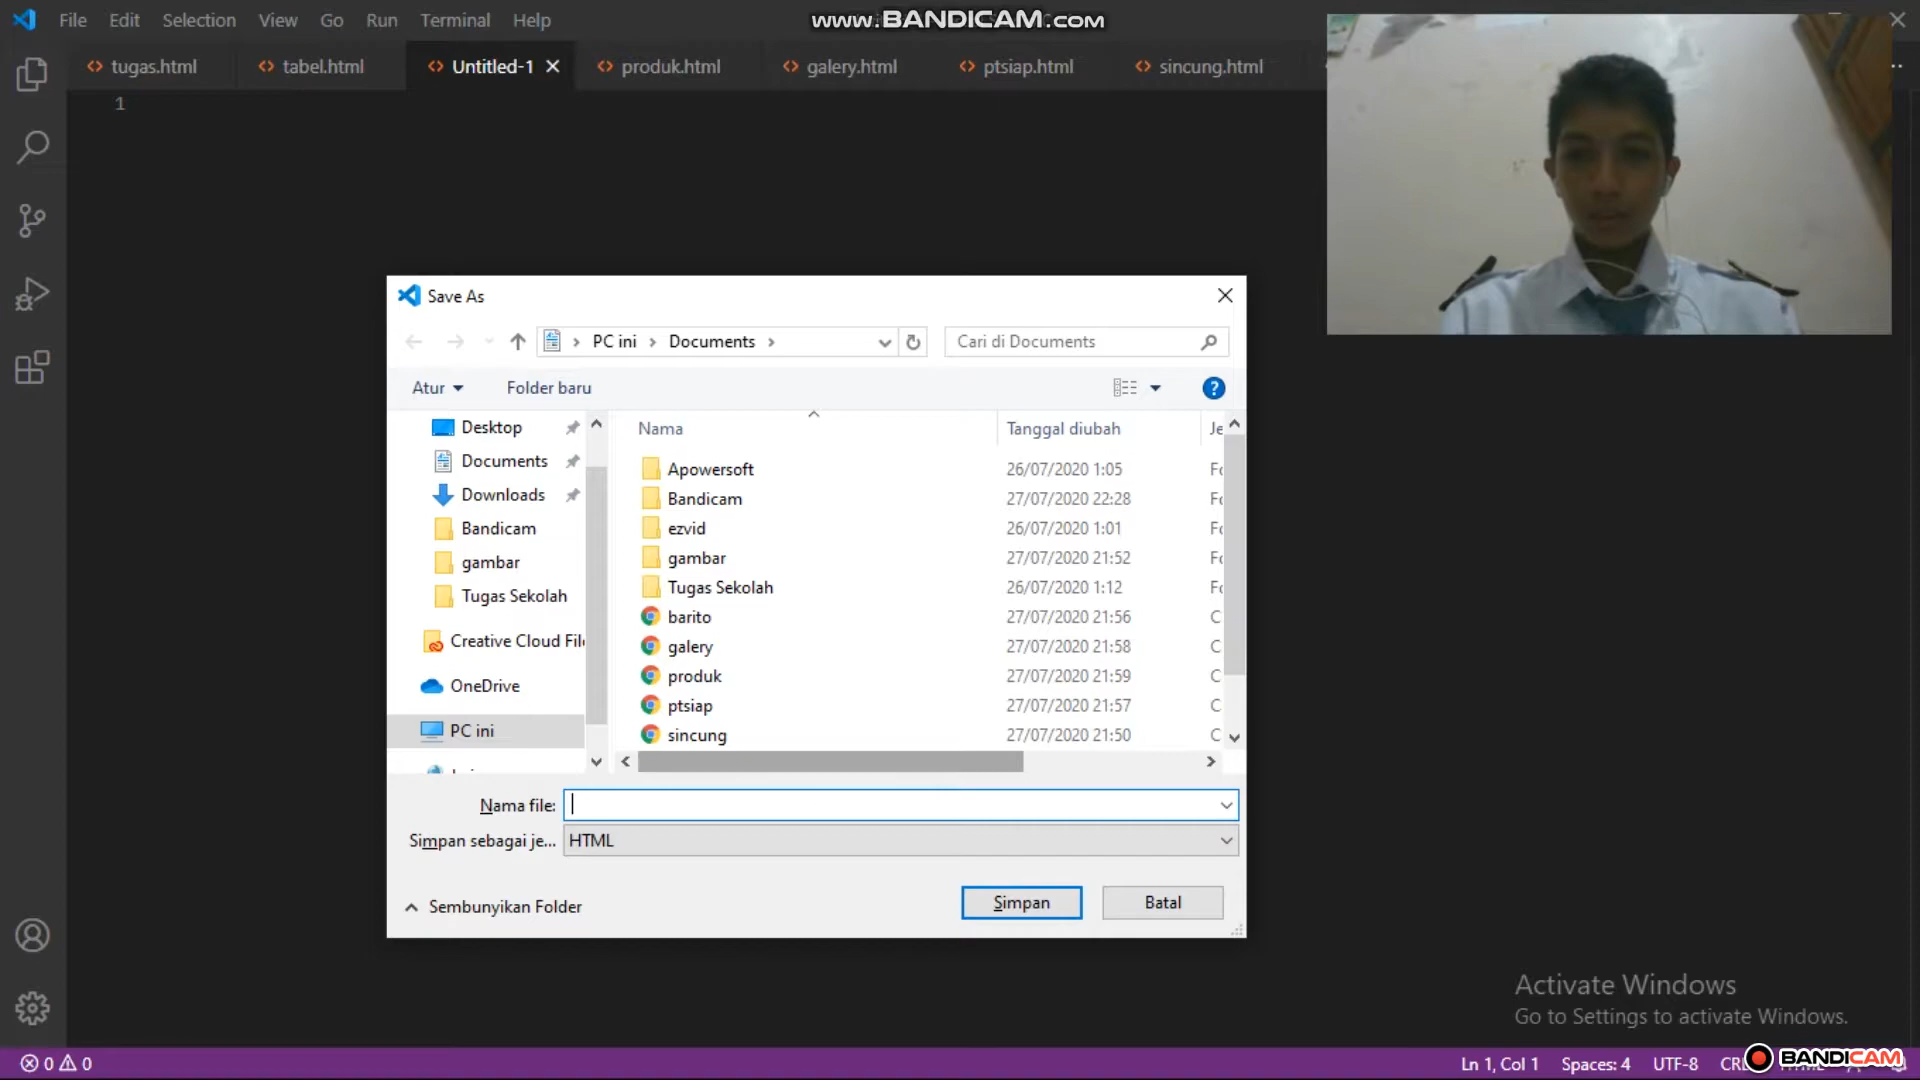 File Edit Selection View Go Run Terminal Help
www.BANDICAM.com
tugas.html tabel.html Untitled-1 produk.html galery.html ptsiap.html sincung.html
1
Save As
PC ini Documents
Cari di Documents
Atur Folder baru
Desktop
Documents
Downloads
Bandicam
gambar
Tugas Sekolah
Creative Cloud File
OneDrive
PC ini
Nama Tanggal diubah Je
Apowersoft 26/07/2020 1:05 Fo
Bandicam 27/07/2020 22:28 Fo
ezvid 26/07/2020 1:01 Fo
gambar 27/07/2020 21:52 Fo
Tugas Sekolah 26/07/2020 1:12 Fo
barito 27/07/2020 21:56 C
galery 27/07/2020 21:58 C
produk 27/07/2020 21:59 C
ptsiap 27/07/2020 21:57 C
sincung 27/07/2020 21:50 C
Nama file:
Simpan sebagai je... HTML
Sembunyikan Folder
Simpan Batal
Activate Windows
Go to Settings to activate Windows.
0 0
Ln 1, Col 1 Spaces: 4 UTF-8
BANDICAM